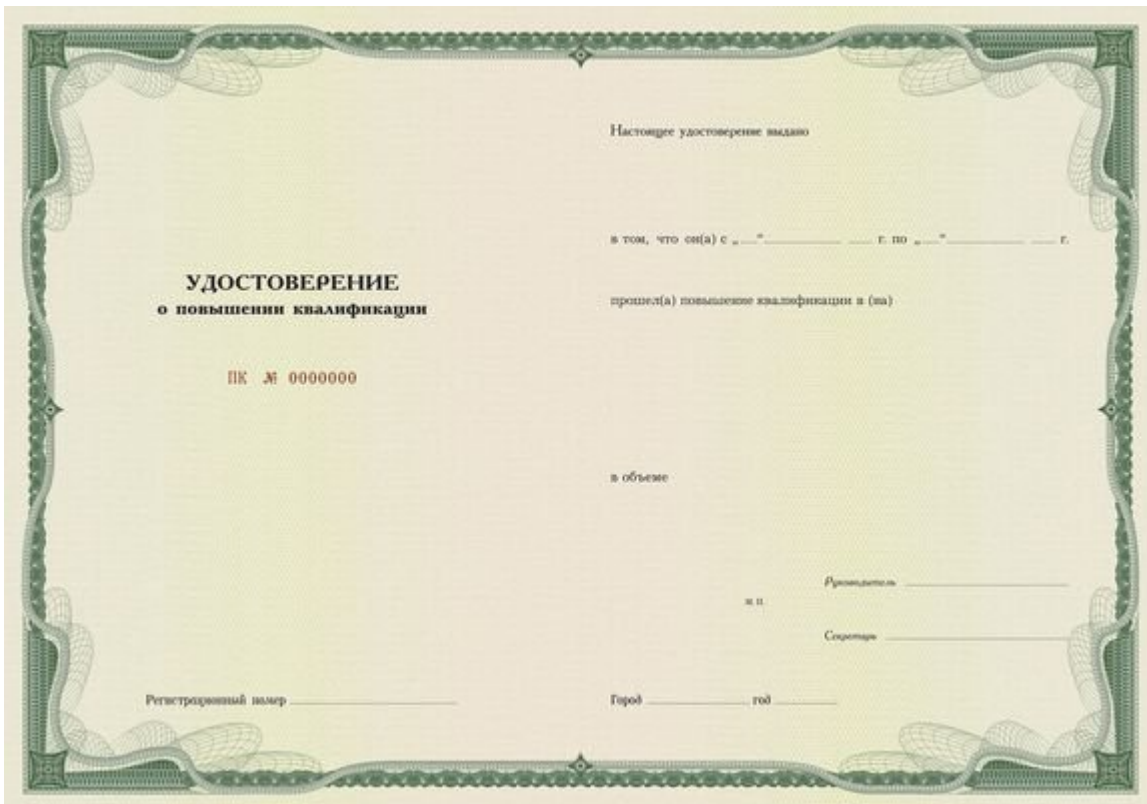 УДОСТОВЕРЕНИЕ
о повышении квалификации
ПК № 0000000
Регистрационный номер
Настоящее удостоверение выдано
в том, что он(а) с „ “ г. по „ “ г.
прошел(а) повышение квалификации в (на)
в объеме
Руководитель
М. П.
Секретарь
Город год